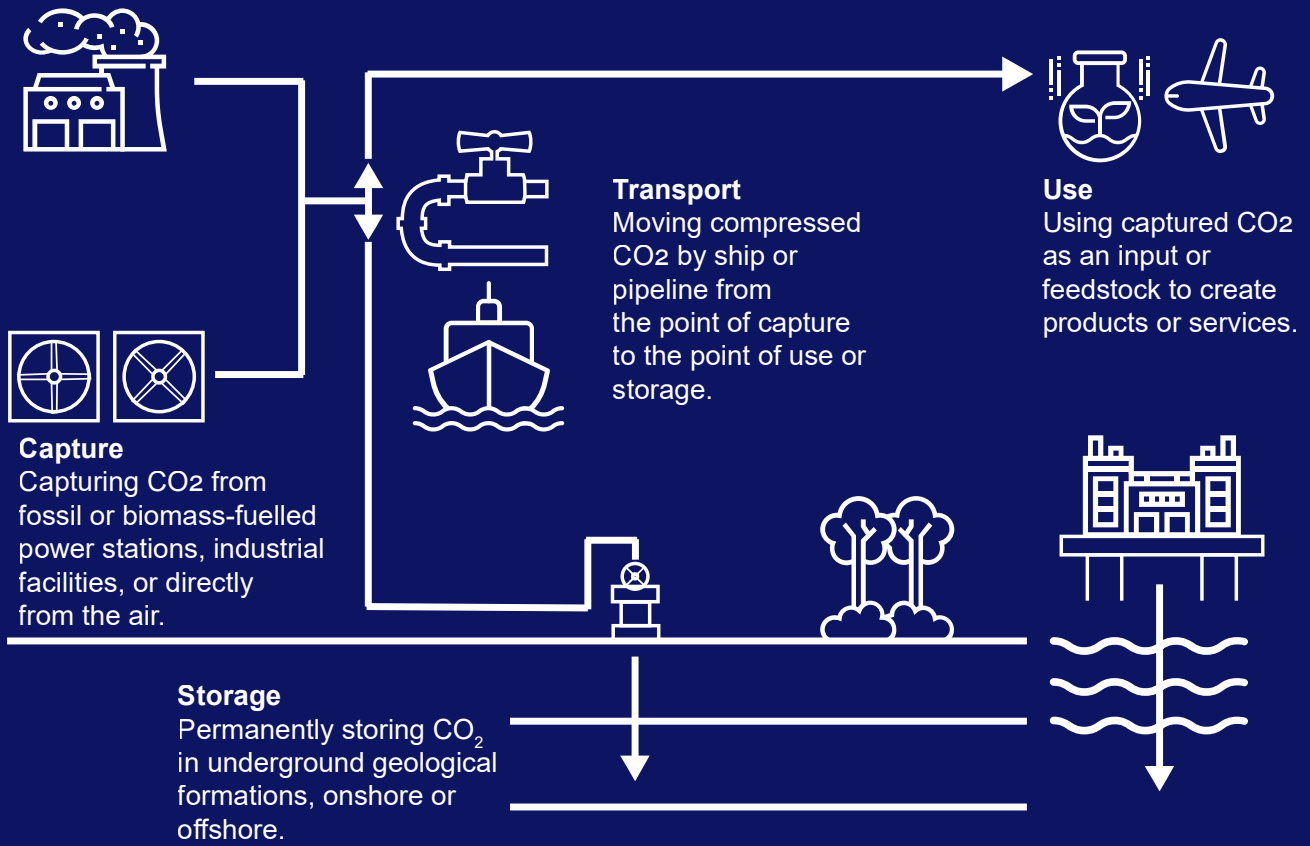 Transport
Moving compressed
CO2 by ship or
pipeline from
the point of capture
to the point of use or
storage.
Use
Using captured CO2
as an input or
feedstock to create
products or services.
Capture
Capturing CO2 from
fossil or biomass-fuelled
power stations, industrial
facilities, or directly
from the air.
Storage
Permanently storing CO₂
in underground geological
formations, onshore or
offshore.